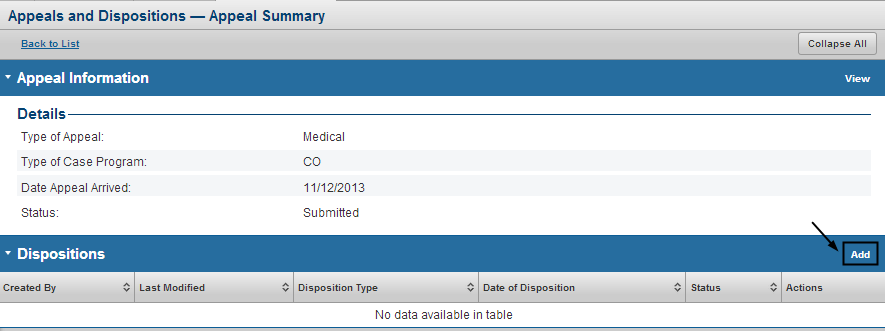 Appeals and Dispositions — Appeal Summary
Back to List Collapse All
Appeal Information View
Details
Type of Appeal: Medical
Type of Case Program: CO
Date Appeal Arrived: 11/12/2013
Status: Submitted
Dispositions Add
Created By Last Modified Disposition Type Date of Disposition Status Actions
No data available in table